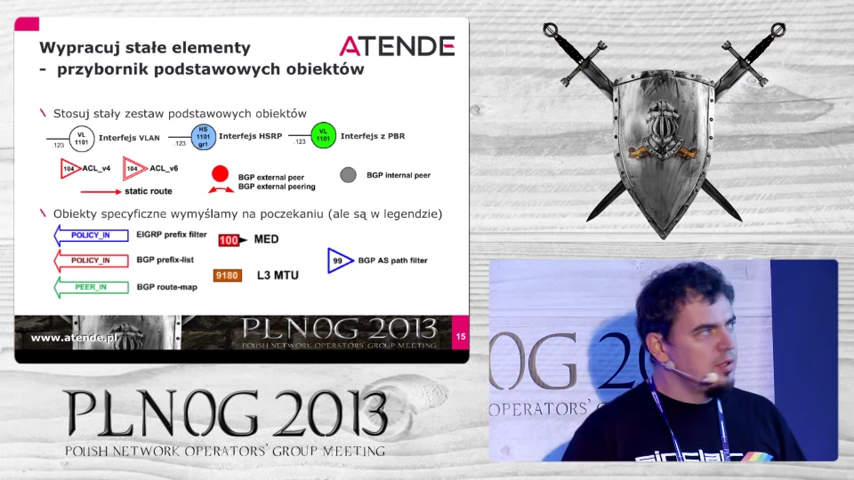 Wypracuj stałe elementy
- przybornik podstawowych obiektów
ATENDE
\ Stosuj stały zestaw podstawowych obiektów
VL
1101
.123
Interfejs VLAN
HS
1101
gr1
.123
Interfejs HSRP
VL
1101
.123
Interfejs z PBR
104 ACL_v4
104 ACL_v6
static route
BGP external peer
BGP external peering
BGP internal peer
\ Obiekty specyficzne wymyślamy na poczekaniu (ale są w legendzie)
POLICY_IN EIGRP prefix filter
100 MED
POLICY_IN BGP prefix-list
99 BGP AS path filter
9180 L3 MTU
PEER_IN BGP route-map
www.atende.pl
PLNOG 2013
POLISH NETWORK OPERATORS' GROUP MEETING
15
PLNOG 2013
POLISH NETWORK OPERATORS' GROUP MEETING
OG 20
OPERATORS'
sinclair